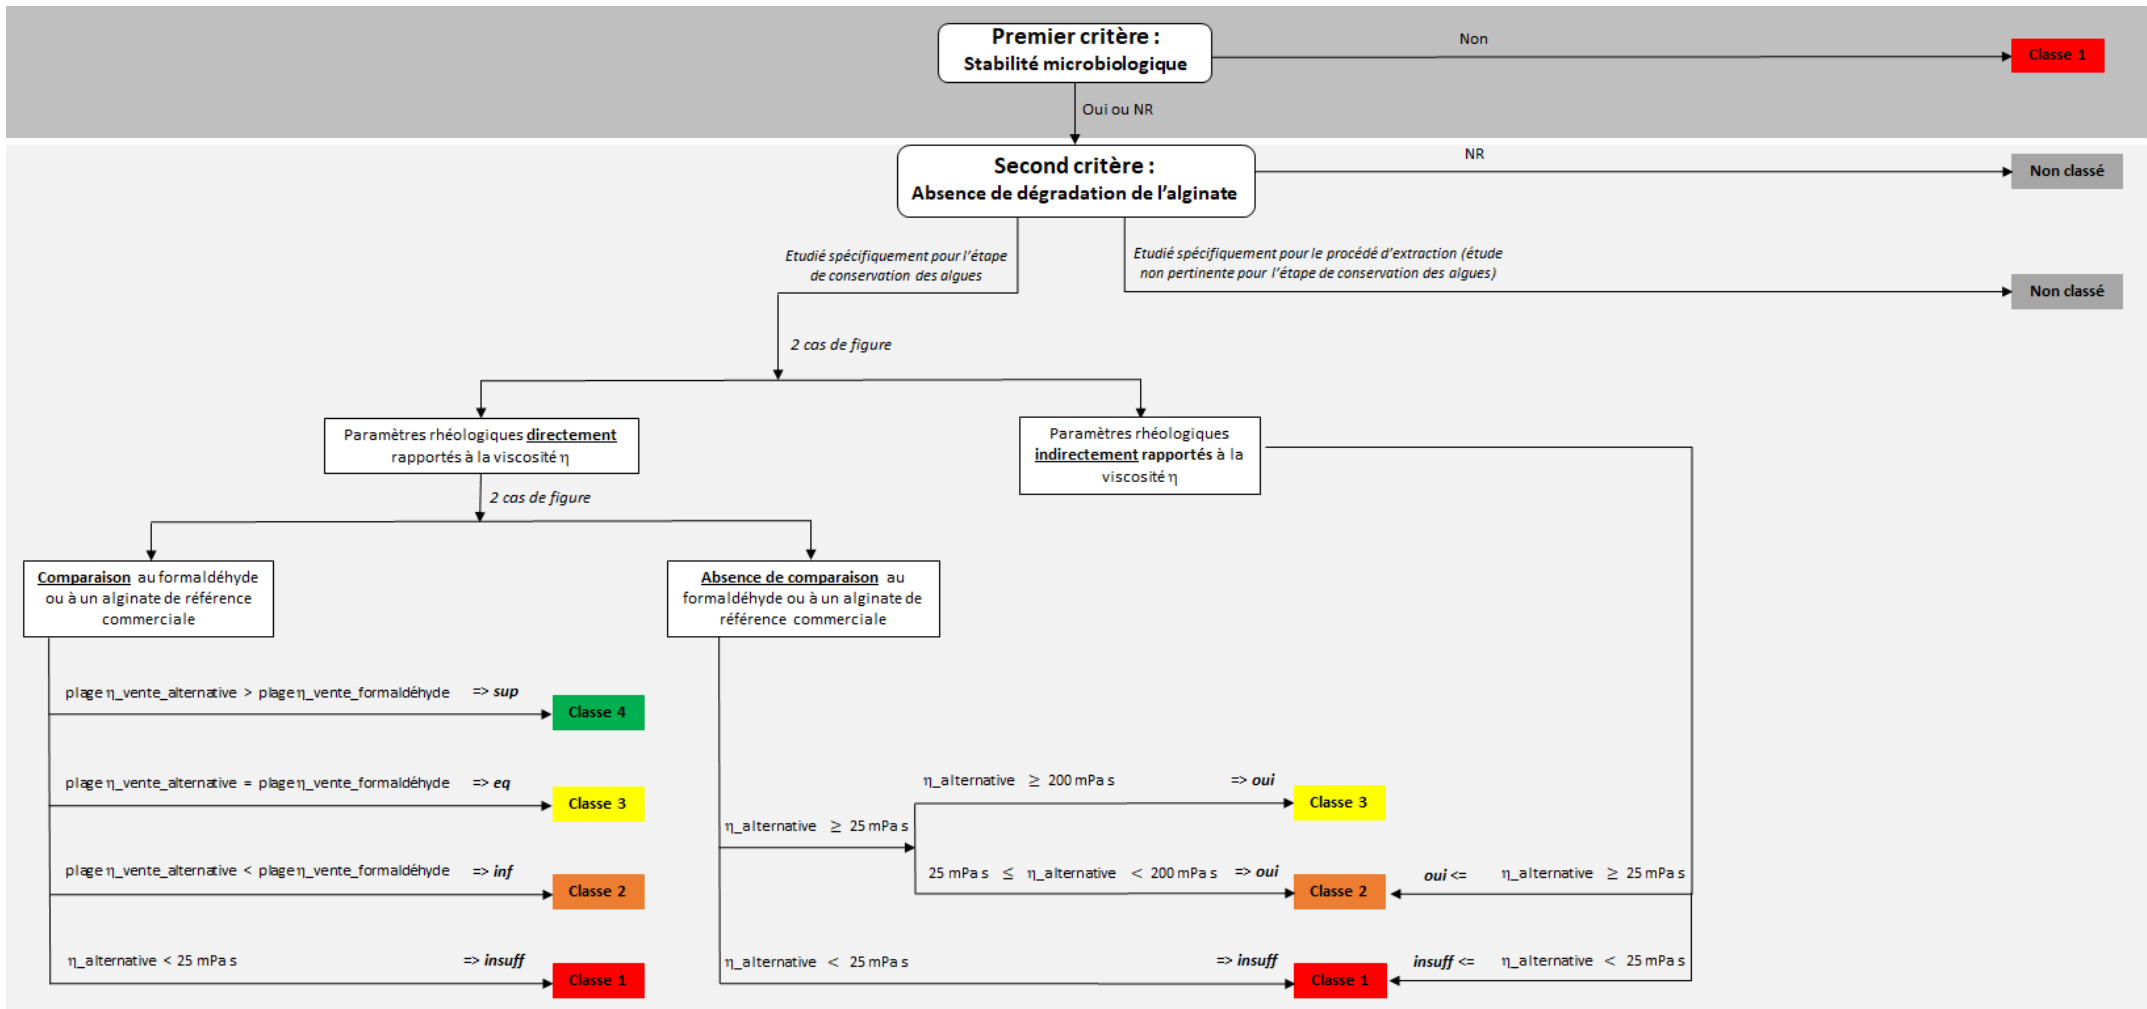 Premier critère :
Stabilité microbiologique
Non
Classe 1
Oui ou NR
Second critère :
Absence de dégradation de l'alginate
NR
Non classé
Etudié spécifiquement pour l'étape
de conservation des algues
Etudié spécifiquement pour le procédé d'extraction (étude
non pertinente pour l'étape de conservation des algues)
Non classé
2 cas de figure
Paramètres rhéologiques directement
rapportés à la viscosité η
Paramètres rhéologiques
indirectement rapportés à la
viscosité η
2 cas de figure
Comparaison au formaldéhyde
ou à un alginate de référence
commerciale
Absence de comparaison au
formaldéhyde ou à un alginate de
référence commerciale
plage η_vente_alternative > plage η_vente_formaldéhyde => sup
Classe 4
plage η_vente_alternative = plage η_vente_formaldéhyde => eq
Classe 3
plage η_vente_alternative < plage η_vente_formaldéhyde => inf
Classe 2
η_alternative < 25 mPa s => insuff
Classe 1
η_alternative ≥ 25 mPa s
η_alternative ≥ 200 mPa s => oui
Classe 3
25 mPa s ≤ η_alternative < 200 mPa s => oui
Classe 2
oui <= η_alternative ≥ 25 mPa s
η_alternative < 25 mPa s => insuff
Classe 1
insuff <= η_alternative < 25 mPa s